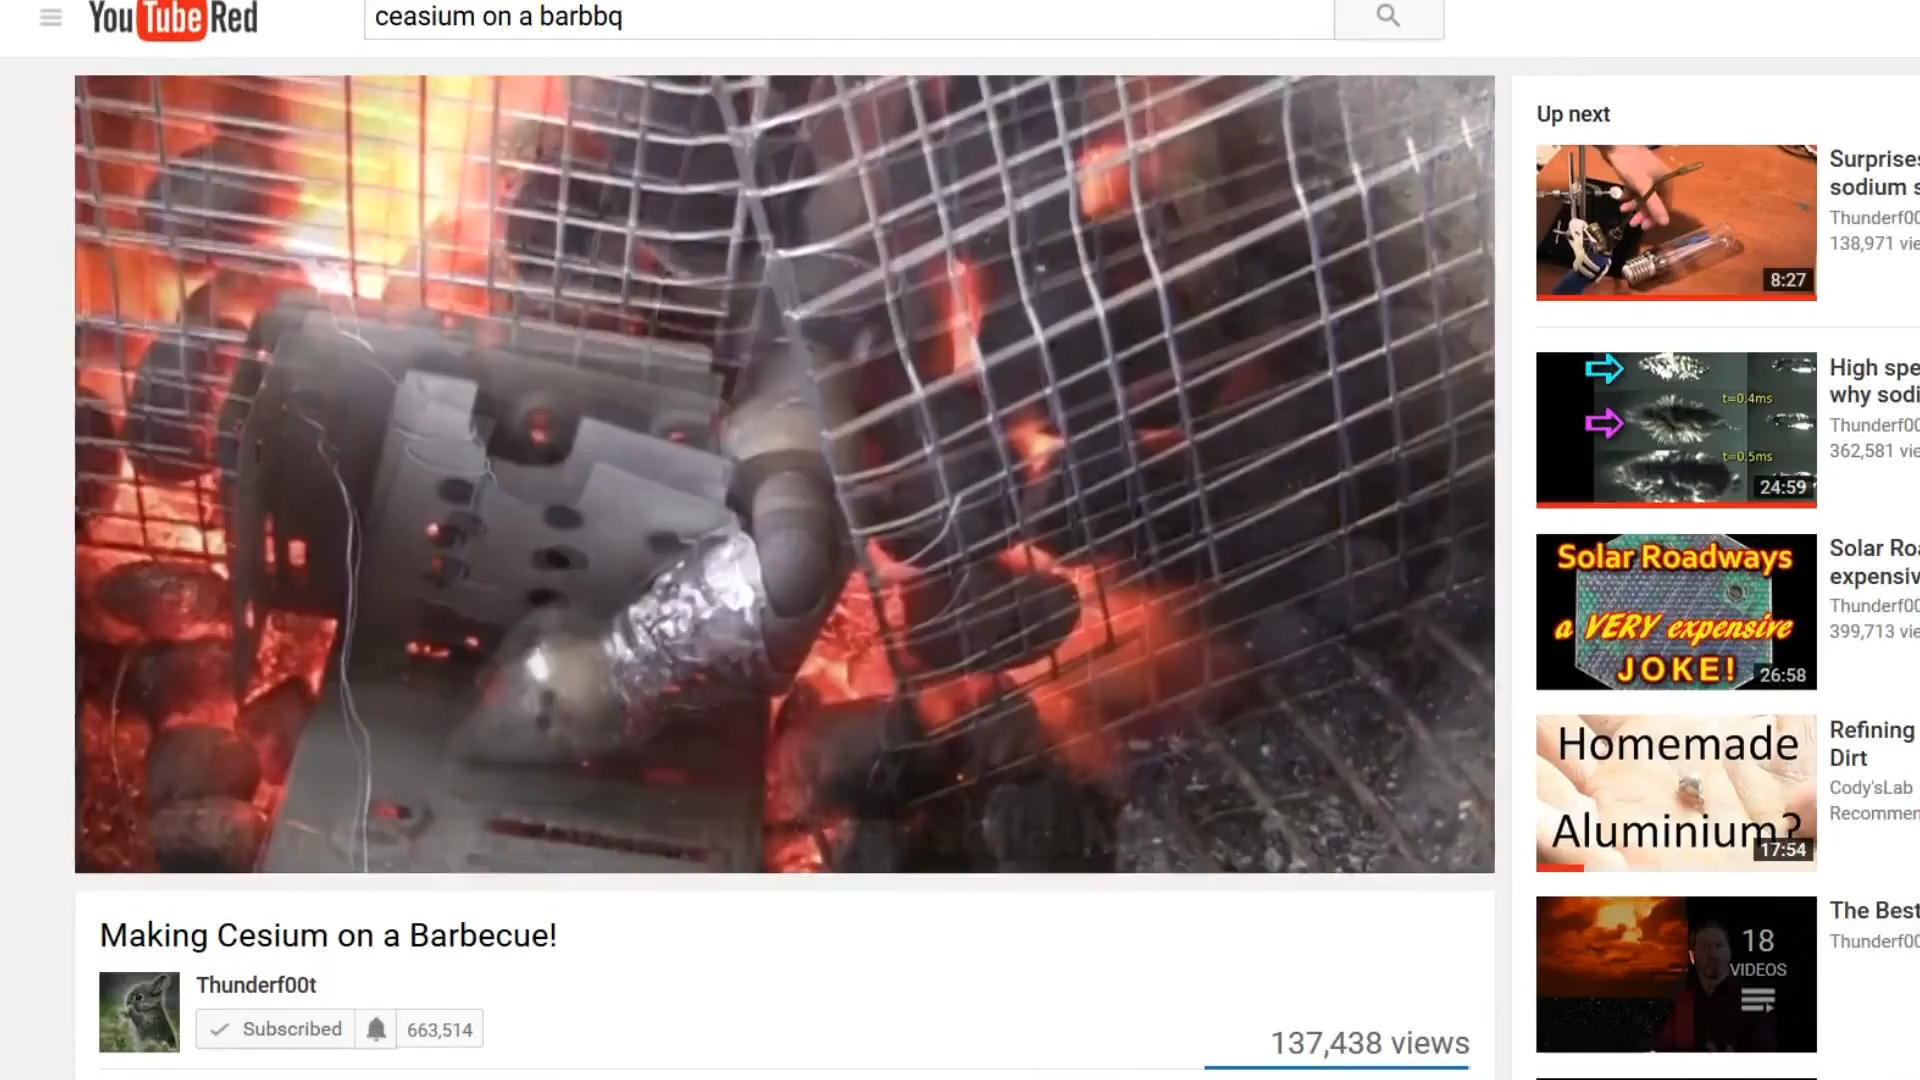 YouTube Red
ceasium on a barbbq
Up next
8:27
Surprises
sodium s
Thunderf00
138,971 vie
t=0.4ms
t=0.5ms
24:59
High spe
why sodi
Thunderf00
362,581 vie
Solar Roadways
a VERY expensive
JOKE!
26:58
Solar Roa
expensiv
Thunderf00
399,713 vie
Homemade
Aluminium?
17:54
Refining
Dirt
Cody'sLab
Recommen
18
VIDEOS
The Best
Thunderf00
Making Cesium on a Barbecue!
Thunderf00t
Subscribed
663,514
137,438 views